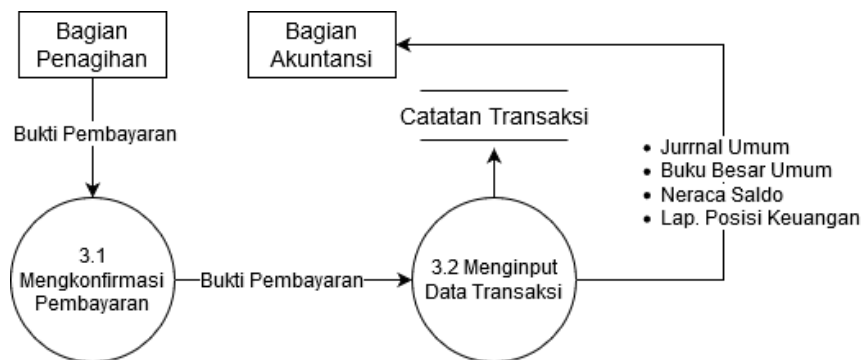 Bagian
Penagihan
Bagian
Akuntansi
Bukti Pembayaran
Catatan Transaksi
• Jurrnal Umum
• Buku Besar Umum
• Neraca Saldo
• Lap. Posisi Keuangan
3.1
Mengkonfirmasi
Pembayaran
Bukti Pembayaran
3.2 Menginput
Data Transaksi